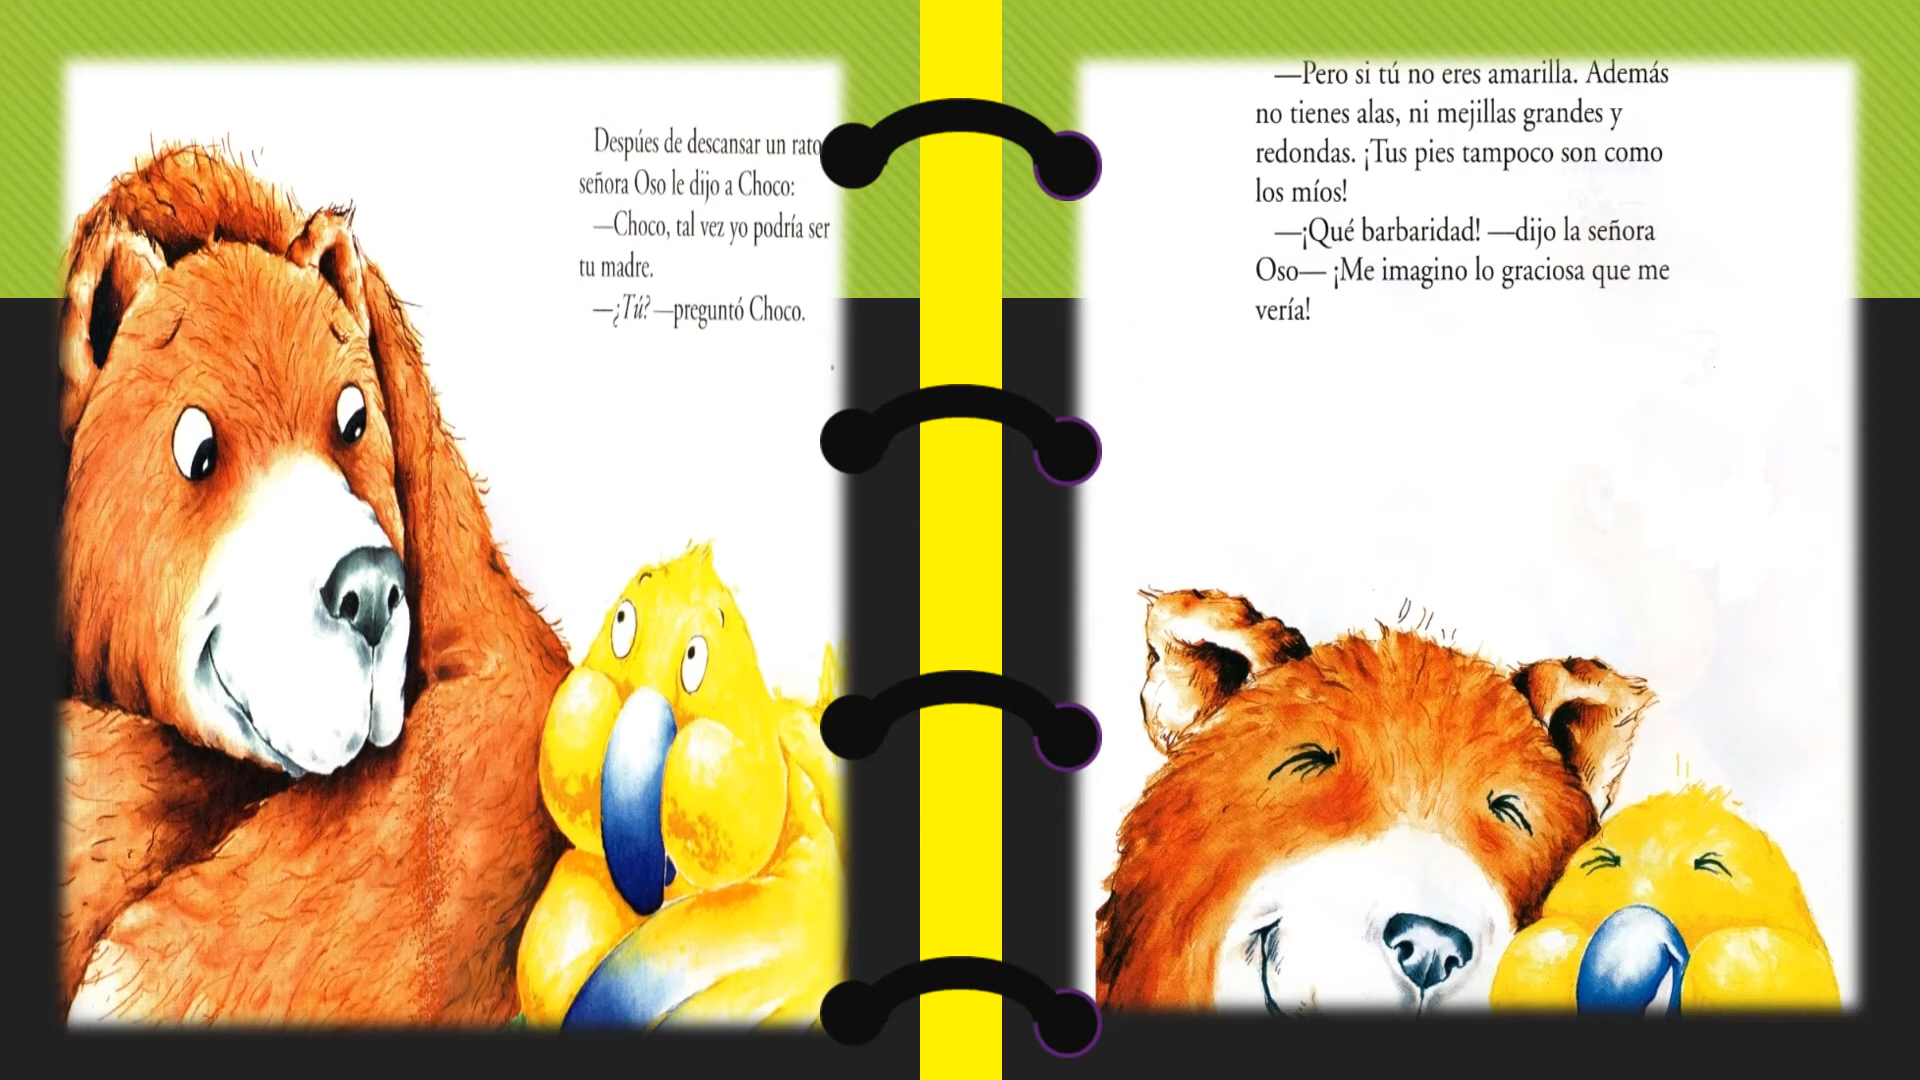 Despúes de descansar un rato
señora Oso le dijo a Choco:
—Choco, tal vez yo podría ser
tu madre.
—¿Tú? —preguntó Choco.
—Pero si tú no eres amarilla. Además
no tienes alas, ni mejillas grandes y
redondas. ¡Tus pies tampoco son como
los míos!
—¡Qué barbaridad! —dijo la señora
Oso— ¡Me imagino lo graciosa que me
vería!